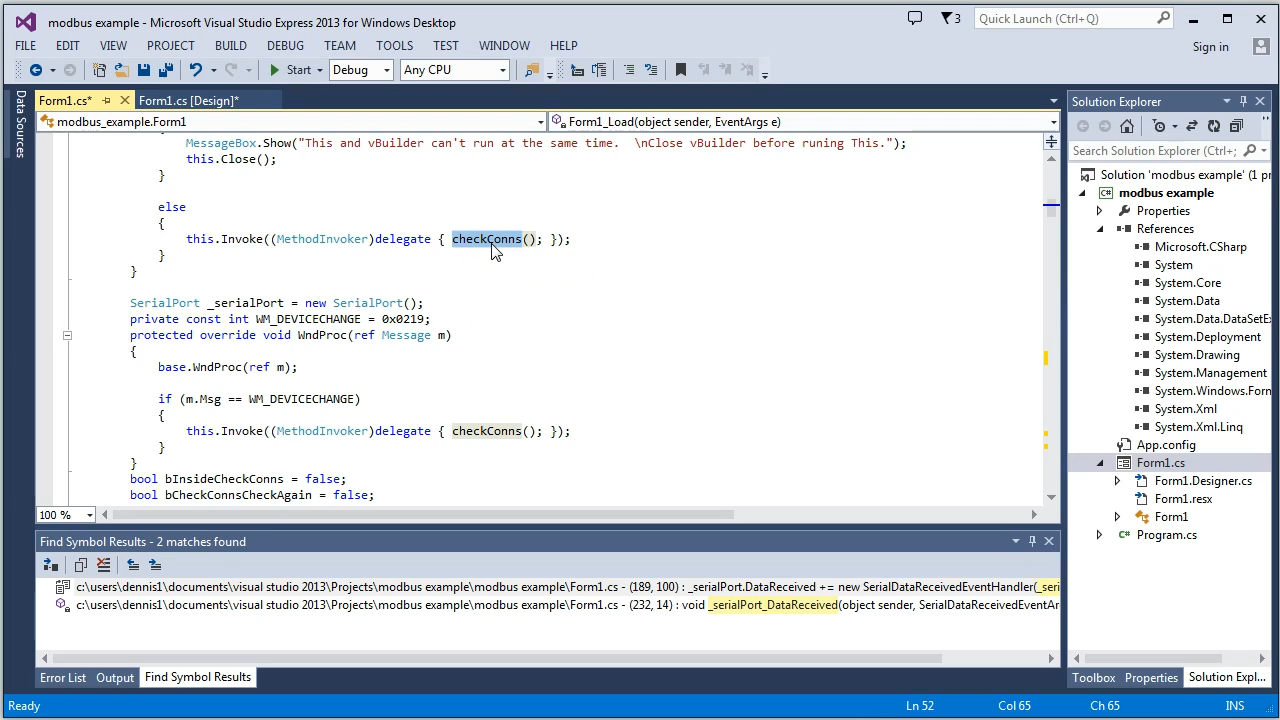 modbus example - Microsoft Visual Studio Express 2013 for Windows Desktop
3
Quick Launch (Ctrl+Q)
FILE EDIT VIEW PROJECT BUILD DEBUG TEAM TOOLS TEST WINDOW HELP
Sign in
Start Debug Any CPU
Data Sources
Form1.cs* Form1.cs [Design]*
modbus_example.Form1 Form1_Load(object sender, EventArgs e)
MessageBox.Show("This and vBuilder can't run at the same time.  \nClose vBuilder before runing This.");
this.Close();
}
else
{
this.Invoke((MethodInvoker)delegate { checkConns(); });
}
}
SerialPort _serialPort = new SerialPort();
private const int WM_DEVICECHANGE = 0x0219;
protected override void WndProc(ref Message m)
{
base.WndProc(ref m);
if (m.Msg == WM_DEVICECHANGE)
{
this.Invoke((MethodInvoker)delegate { checkConns(); });
}
}
bool bInsideCheckConns = false;
bool bCheckConnsCheckAgain = false;
100 %
Find Symbol Results - 2 matches found
c:\users\dennis1\documents\visual studio 2013\Projects\modbus example\modbus example\Form1.cs - (189, 100) : _serialPort.DataReceived += new SerialDataReceivedEventHandler(_seri
c:\users\dennis1\documents\visual studio 2013\Projects\modbus example\modbus example\Form1.cs - (232, 14) : void _serialPort_DataReceived(object sender, SerialDataReceivedEventAr
Error List Output Find Symbol Results
Solution Explorer
Search Solution Explorer (Ctrl+;
Solution 'modbus example' (1 pr
modbus example
Properties
References
Microsoft.CSharp
System
System.Core
System.Data
System.Data.DataSetEx
System.Deployment
System.Drawing
System.Management
System.Windows.Form
System.Xml
System.Xml.Linq
App.config
Form1.cs
Form1.Designer.cs
Form1.resx
Form1
Program.cs
Toolbox Properties Solution Expl...
Ready Ln 52 Col 65 Ch 65 INS